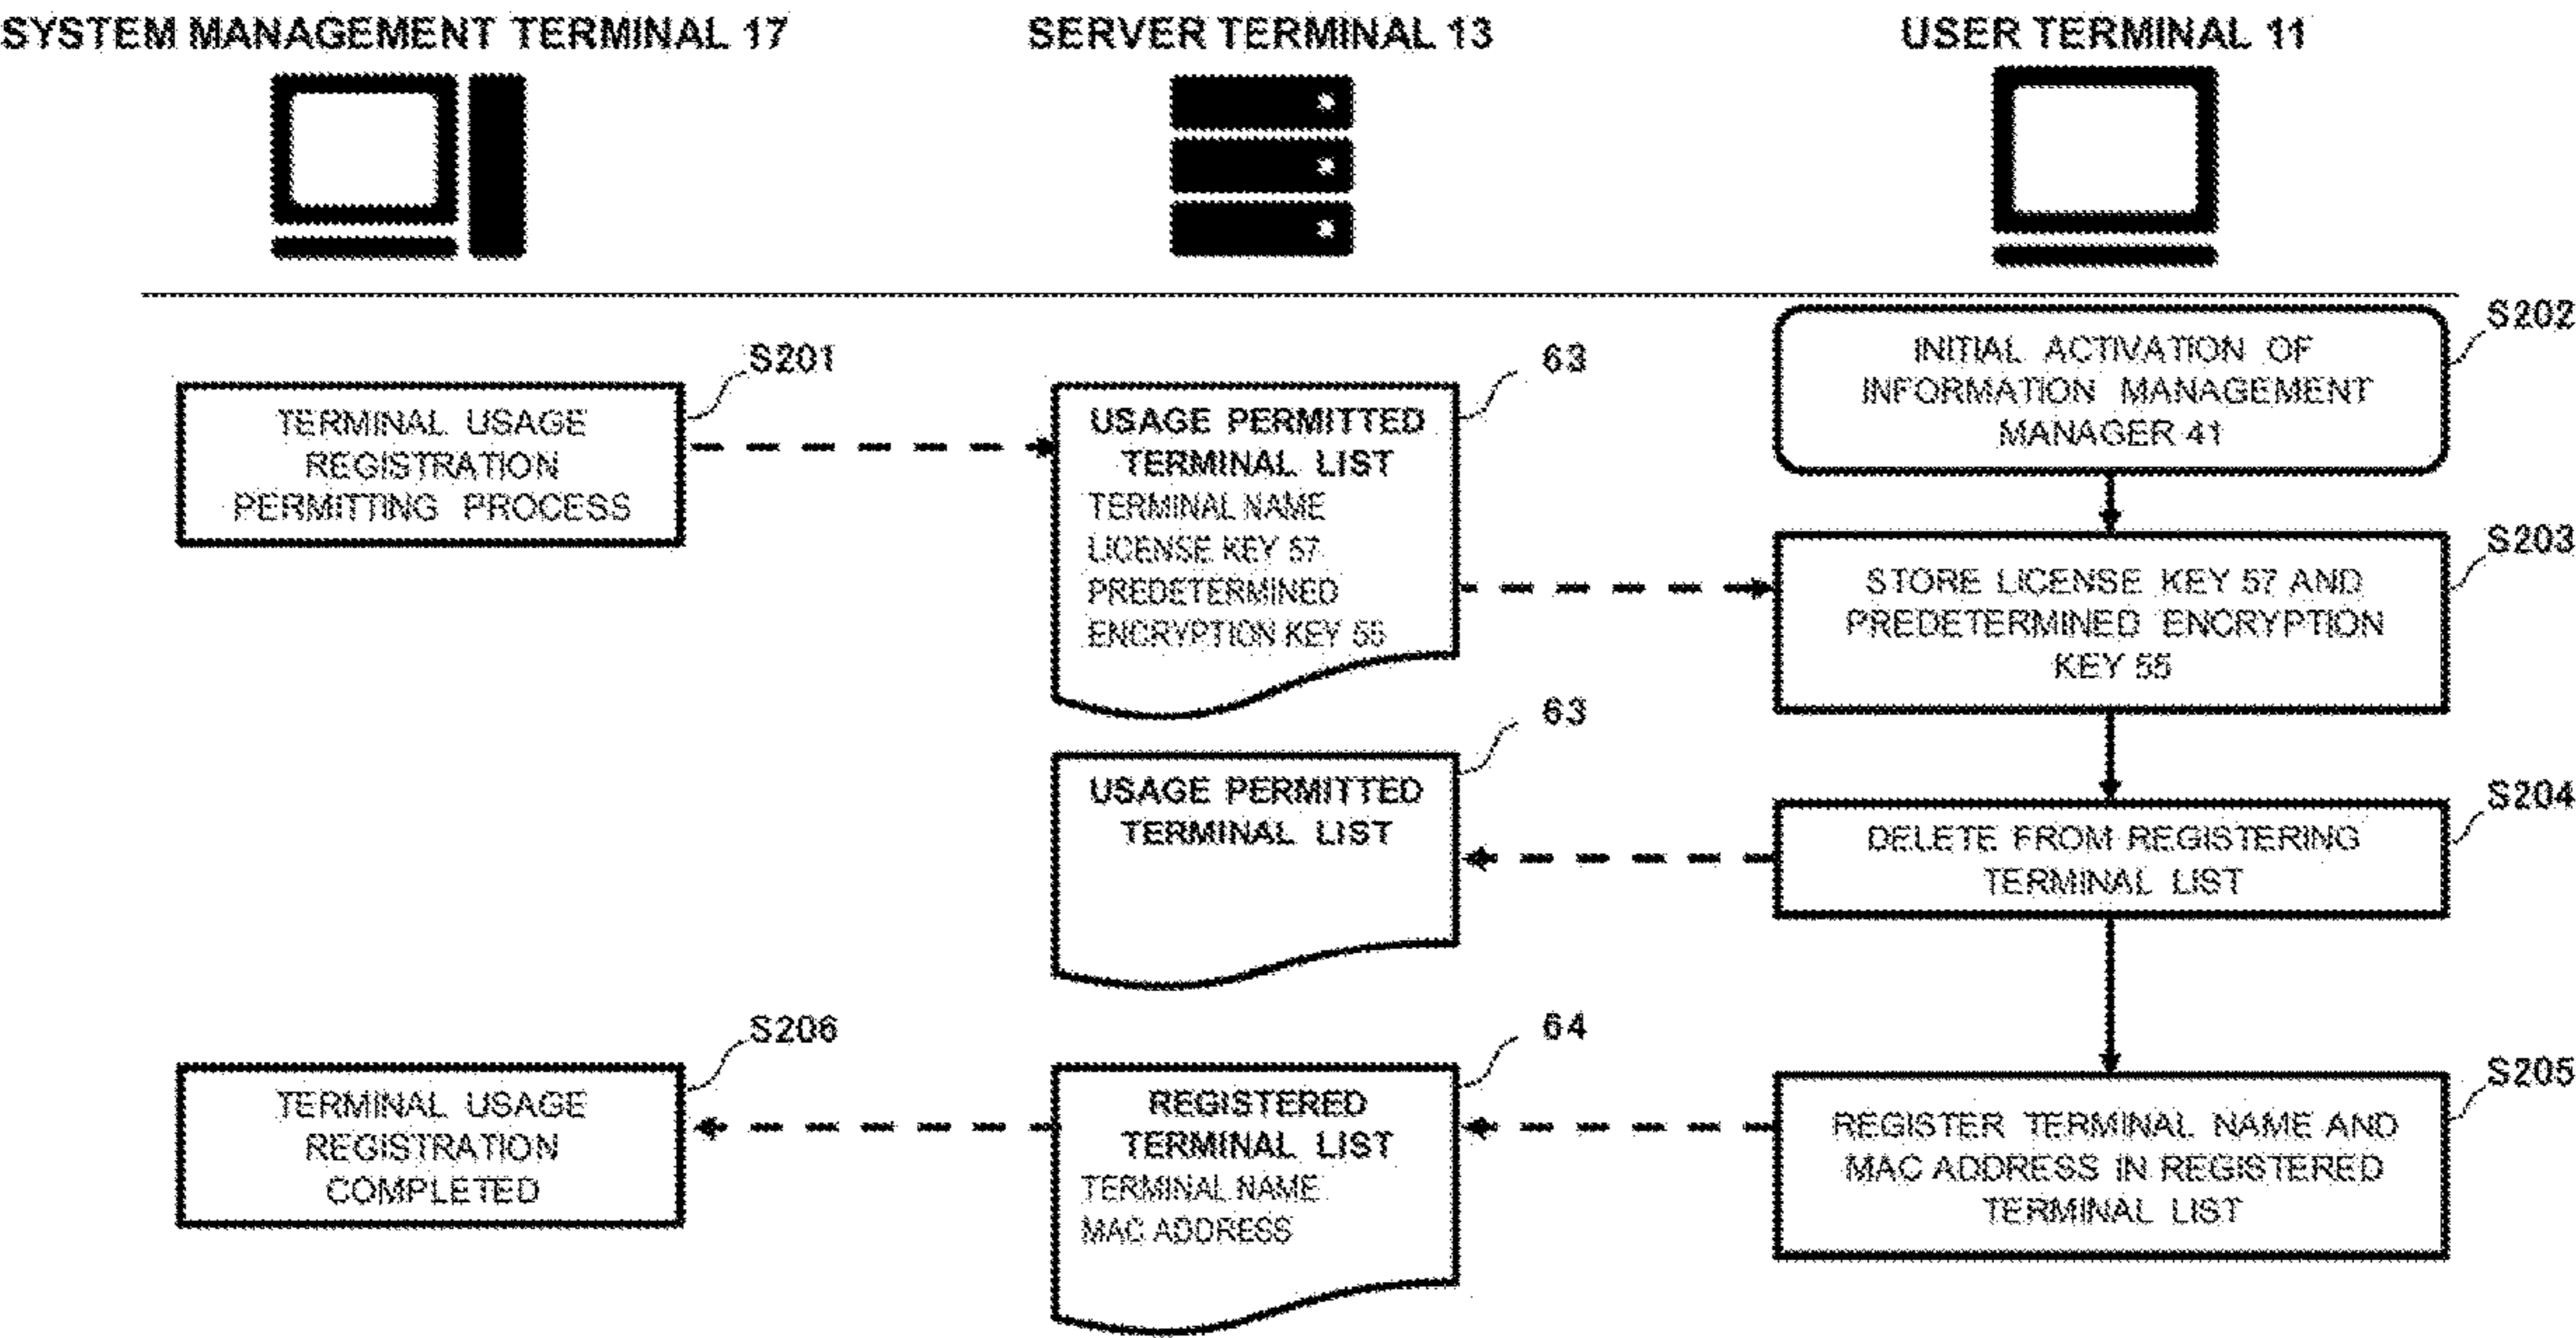 SYSTEM MANAGEMENT TERMINAL 17
SERVER TERMINAL 13
USER TERMINAL 11
S201
TERMINAL USAGE
REGISTRATION
PERMITTING PROCESS
63
USAGE PERMITTED
TERMINAL LIST
TERMINAL NAME
LICENSE KEY 57
PREDETERMINED
ENCRYPTION KEY 55
S202
INITIAL ACTIVATION OF
INFORMATION MANAGEMENT
MANAGER 41
S203
STORE LICENSE KEY 57 AND
PREDETERMINED ENCRYPTION
KEY 55
63
USAGE PERMITTED
TERMINAL LIST
S204
DELETE FROM REGISTERING
TERMINAL LIST
S206
TERMINAL USAGE
REGISTRATION
COMPLETED
64
REGISTERED
TERMINAL LIST
TERMINAL NAME
MAC ADDRESS
S205
REGISTER TERMINAL NAME AND
MAC ADDRESS IN REGISTERED
TERMINAL LIST